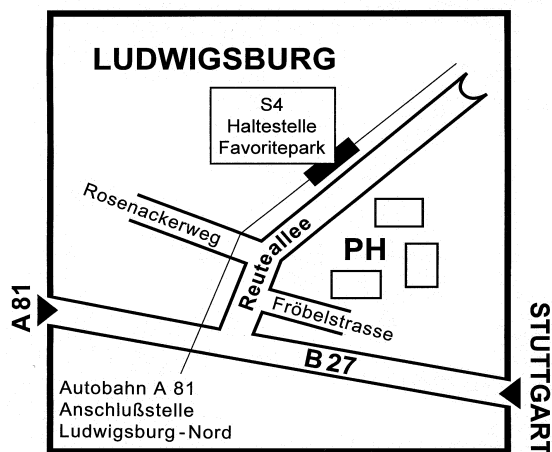 LUDWIGSBURG
S4
Haltestelle
Favoritepark
Rosenackerweg
Reuteallee
PH
A 81
Fröbelstrasse
B 27
STUTTGART
Autobahn A 81
Anschlußstelle
Ludwigsburg-Nord